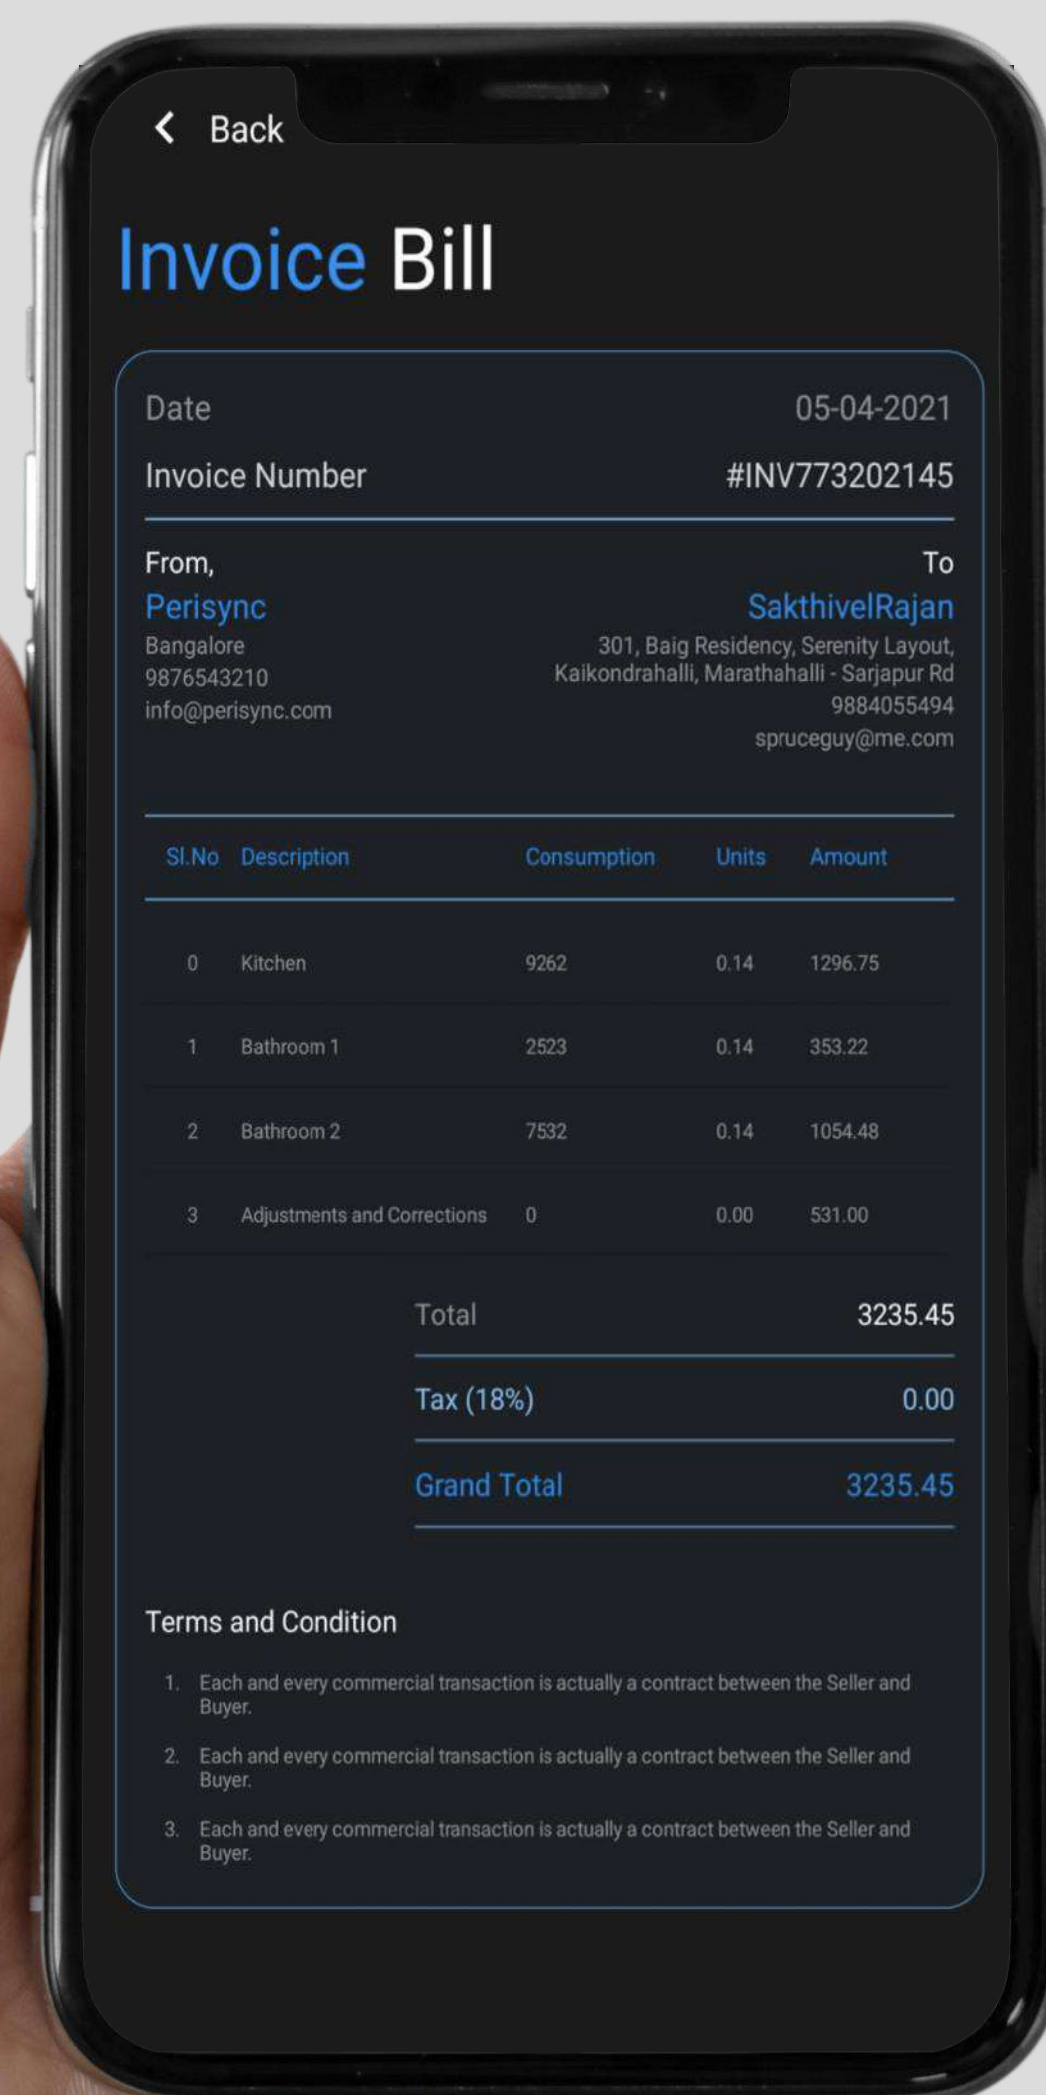 Back
Invoice Bill
Date 05-04-2021
Invoice Number #INV773202145
From, To
Perisync SakthivelRajan
Bangalore 301, Baig Residency, Serenity Layout,
9876543210 Kaikondrahalli, Marathahalli - Sarjapur Rd
info@perisync.com 9884055494
spruceguy@me.com
Sl.No Description Consumption Units Amount
0 Kitchen 9262 0.14 1296.75
1 Bathroom 1 2523 0.14 353.22
2 Bathroom 2 7532 0.14 1054.48
3 Adjustments and Corrections 0 0.00 531.00
Total 3235.45
Tax (18%) 0.00
Grand Total 3235.45
Terms and Condition
1. Each and every commercial transaction is actually a contract between the Seller and
Buyer.
2. Each and every commercial transaction is actually a contract between the Seller and
Buyer.
3. Each and every commercial transaction is actually a contract between the Seller and
Buyer.